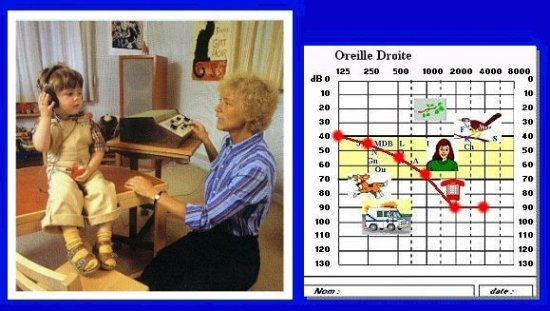 Oreille Droite
125 250 500 1000 2000 4000 8000
dB 0 0
10 10
20 20
30 30
40 40
50 J MDB L I K S 50
N Ch
60 Gn A 60
Ou
70 70
80 80
90 90
100 100
110 110
120 120
130 130
Nom : date :